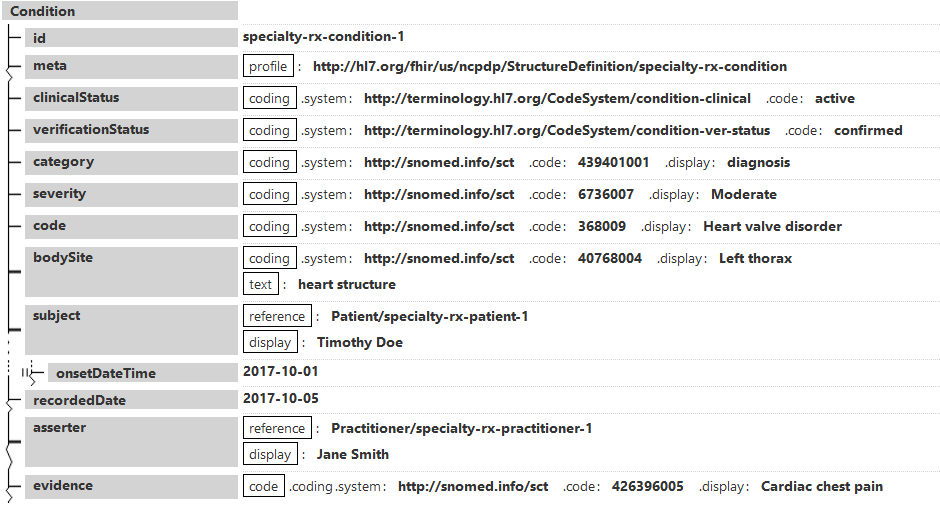 Condition
id specialty-rx-condition-1
meta profile : http://hl7.org/fhir/us/ncpdp/StructureDefinition/specialty-rx-condition
clinicalStatus coding .system: http://terminology.hl7.org/CodeSystem/condition-clinical .code: active
verificationStatus coding .system: http://terminology.hl7.org/CodeSystem/condition-ver-status .code: confirmed
category coding .system: http://snomed.info/sct .code: 439401001 .display: diagnosis
severity coding .system: http://snomed.info/sct .code: 6736007 .display: Moderate
code coding .system: http://snomed.info/sct .code: 368009 .display: Heart valve disorder
bodySite coding .system: http://snomed.info/sct .code: 40768004 .display: Left thorax
text : heart structure
subject reference : Patient/specialty-rx-patient-1
display : Timothy Doe
onsetDateTime 2017-10-01
recordedDate 2017-10-05
asserter reference : Practitioner/specialty-rx-practitioner-1
display : Jane Smith
evidence code .coding.system: http://snomed.info/sct .code: 426396005 .display: Cardiac chest pain